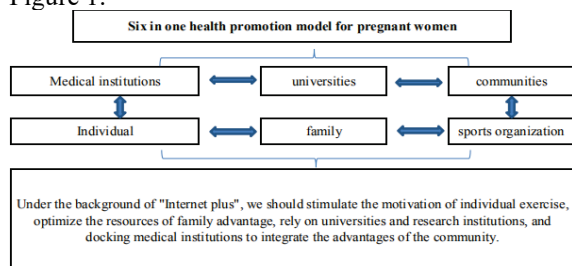 Figure 1.
Six in one health promotion model for pregnant women
Medical institutions universities communities
Individual family sports organization
Under the background of "Internet plus", we should stimulate the motivation of individual exercise,
optimize the resources of family advantage, rely on universities and research institutions, and
docking medical institutions to integrate the advantages of the community.